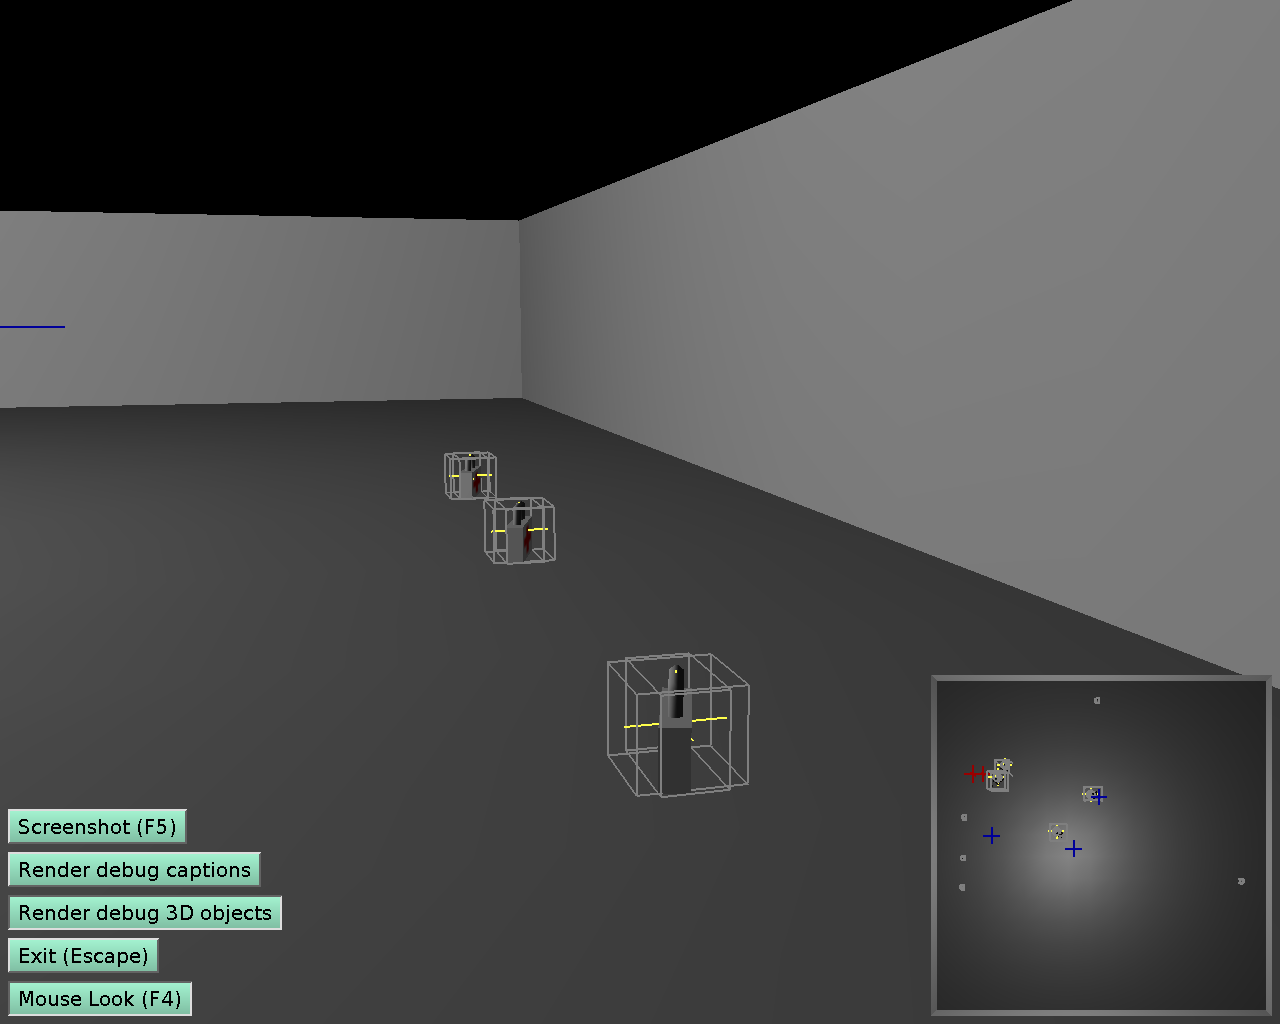 Screenshot (F5)
Render debug captions
Render debug 3D objects
Exit (Escape)
Mouse Look (F4)